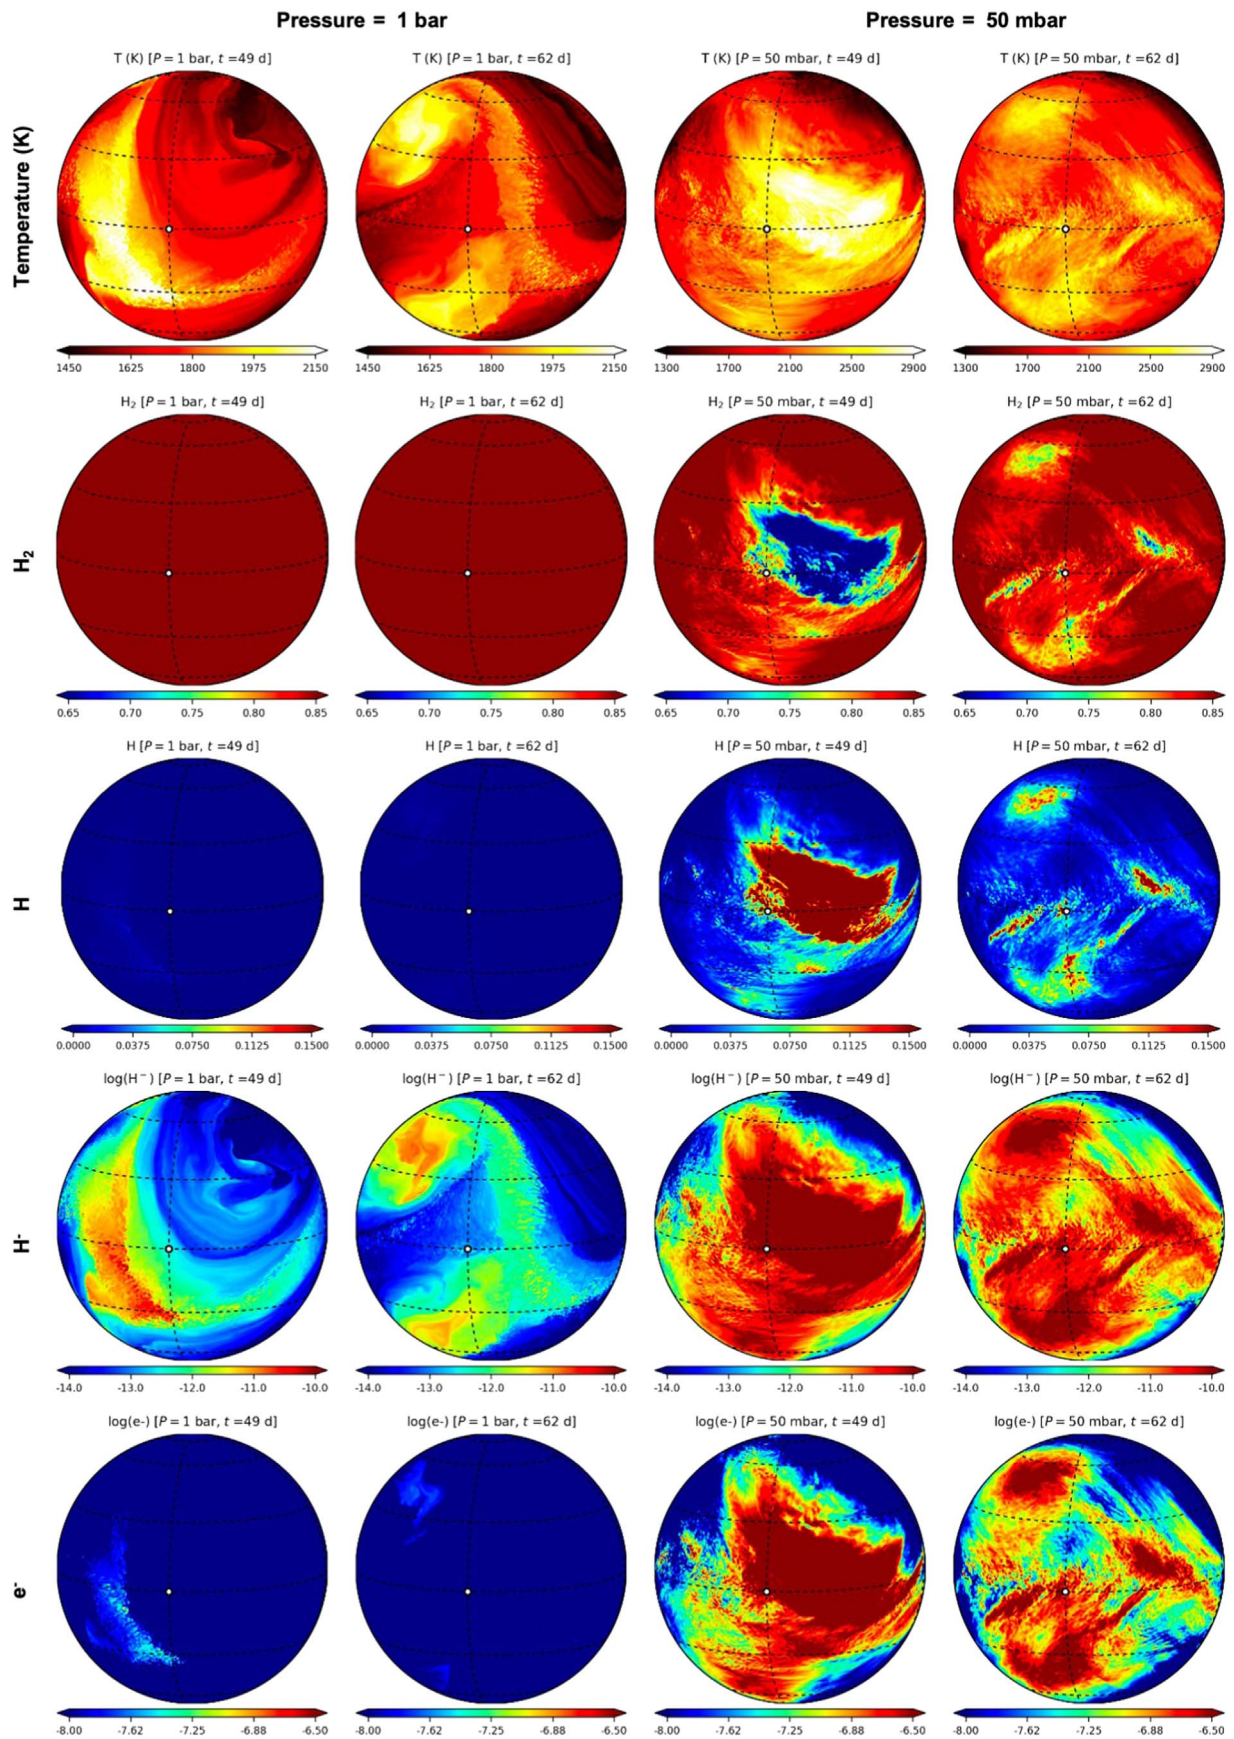 Pressure = 1 bar Pressure = 50 mbar
T (K) [P = 1 bar, t =49 d] T (K) [P = 1 bar, t =62 d] T (K) [P = 50 mbar, t =49 d] T (K) [P = 50 mbar, t =62 d]
Temperature (K)
1450 1625 1800 1975 2150 1450 1625 1800 1975 2150 1300 1700 2100 2500 2900 1300 1700 2100 2500 2900
H₂ [P = 1 bar, t =49 d] H₂ [P = 1 bar, t =62 d] H₂ [P = 50 mbar, t =49 d] H₂ [P = 50 mbar, t =62 d]
H₂
0.65 0.70 0.75 0.80 0.85 0.65 0.70 0.75 0.80 0.85 0.65 0.70 0.75 0.80 0.85 0.65 0.70 0.75 0.80 0.85
H [P = 1 bar, t =49 d] H [P = 1 bar, t =62 d] H [P = 50 mbar, t =49 d] H [P = 50 mbar, t =62 d]
H
0.0000 0.0375 0.0750 0.1125 0.1500 0.0000 0.0375 0.0750 0.1125 0.1500 0.0000 0.0375 0.0750 0.1125 0.1500 0.0000 0.0375 0.0750 0.1125 0.1500
log(H⁻) [P = 1 bar, t =49 d] log(H⁻) [P = 1 bar, t =62 d] log(H⁻) [P = 50 mbar, t =49 d] log(H⁻) [P = 50 mbar, t =62 d]
H⁻
-14.0 -13.0 -12.0 -11.0 -10.0 -14.0 -13.0 -12.0 -11.0 -10.0 -14.0 -13.0 -12.0 -11.0 -10.0 -14.0 -13.0 -12.0 -11.0 -10.0
log(e-) [P = 1 bar, t =49 d] log(e-) [P = 1 bar, t =62 d] log(e-) [P = 50 mbar, t =49 d] log(e-) [P = 50 mbar, t =62 d]
e⁻
-8.00 -7.62 -7.25 -6.88 -6.50 -8.00 -7.62 -7.25 -6.88 -6.50 -8.00 -7.62 -7.25 -6.88 -6.50 -8.00 -7.62 -7.25 -6.88 -6.50